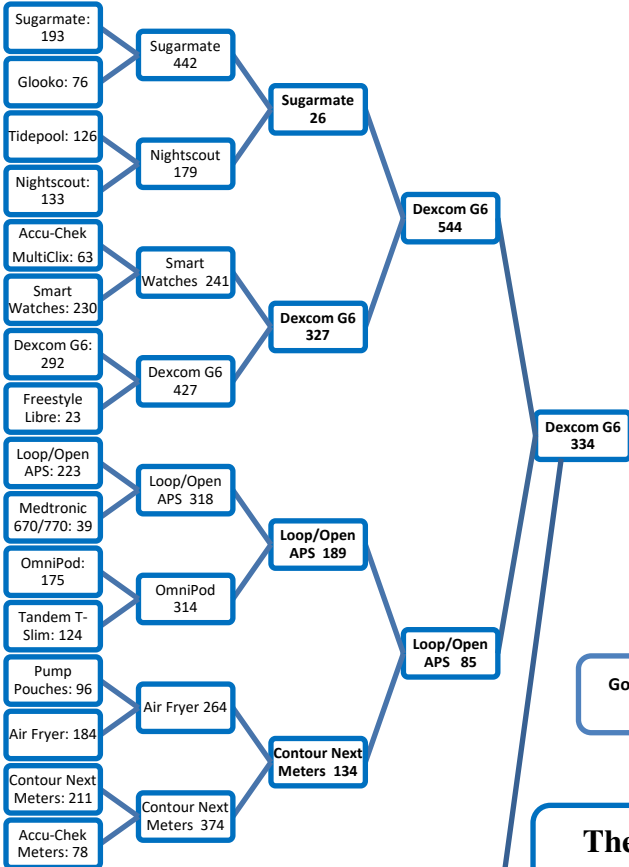 Sugarmate:
193
Glooko: 76
Tidepool: 126
Nightscout:
133
Accu-Chek
MultiClix: 63
Smart
Watches: 230
Dexcom G6:
292
Freestyle
Libre: 23
Loop/Open
APS: 223
Medtronic
670/770: 39
OmniPod:
175
Tandem T-
Slim: 124
Pump
Pouches: 96
Air Fryer: 184
Contour Next
Meters: 211
Accu-Chek
Meters: 78
Sugarmate
442
Nightscout
179
Smart
Watches 241
Dexcom G6
427
Loop/Open
APS 318
OmniPod
314
Air Fryer 264
Contour Next
Meters 374
Sugarmate
26
Dexcom G6
327
Loop/Open
APS 189
Contour Next
Meters 134
Dexcom G6
544
Loop/Open
APS 85
Dexcom G6
334
Go
The